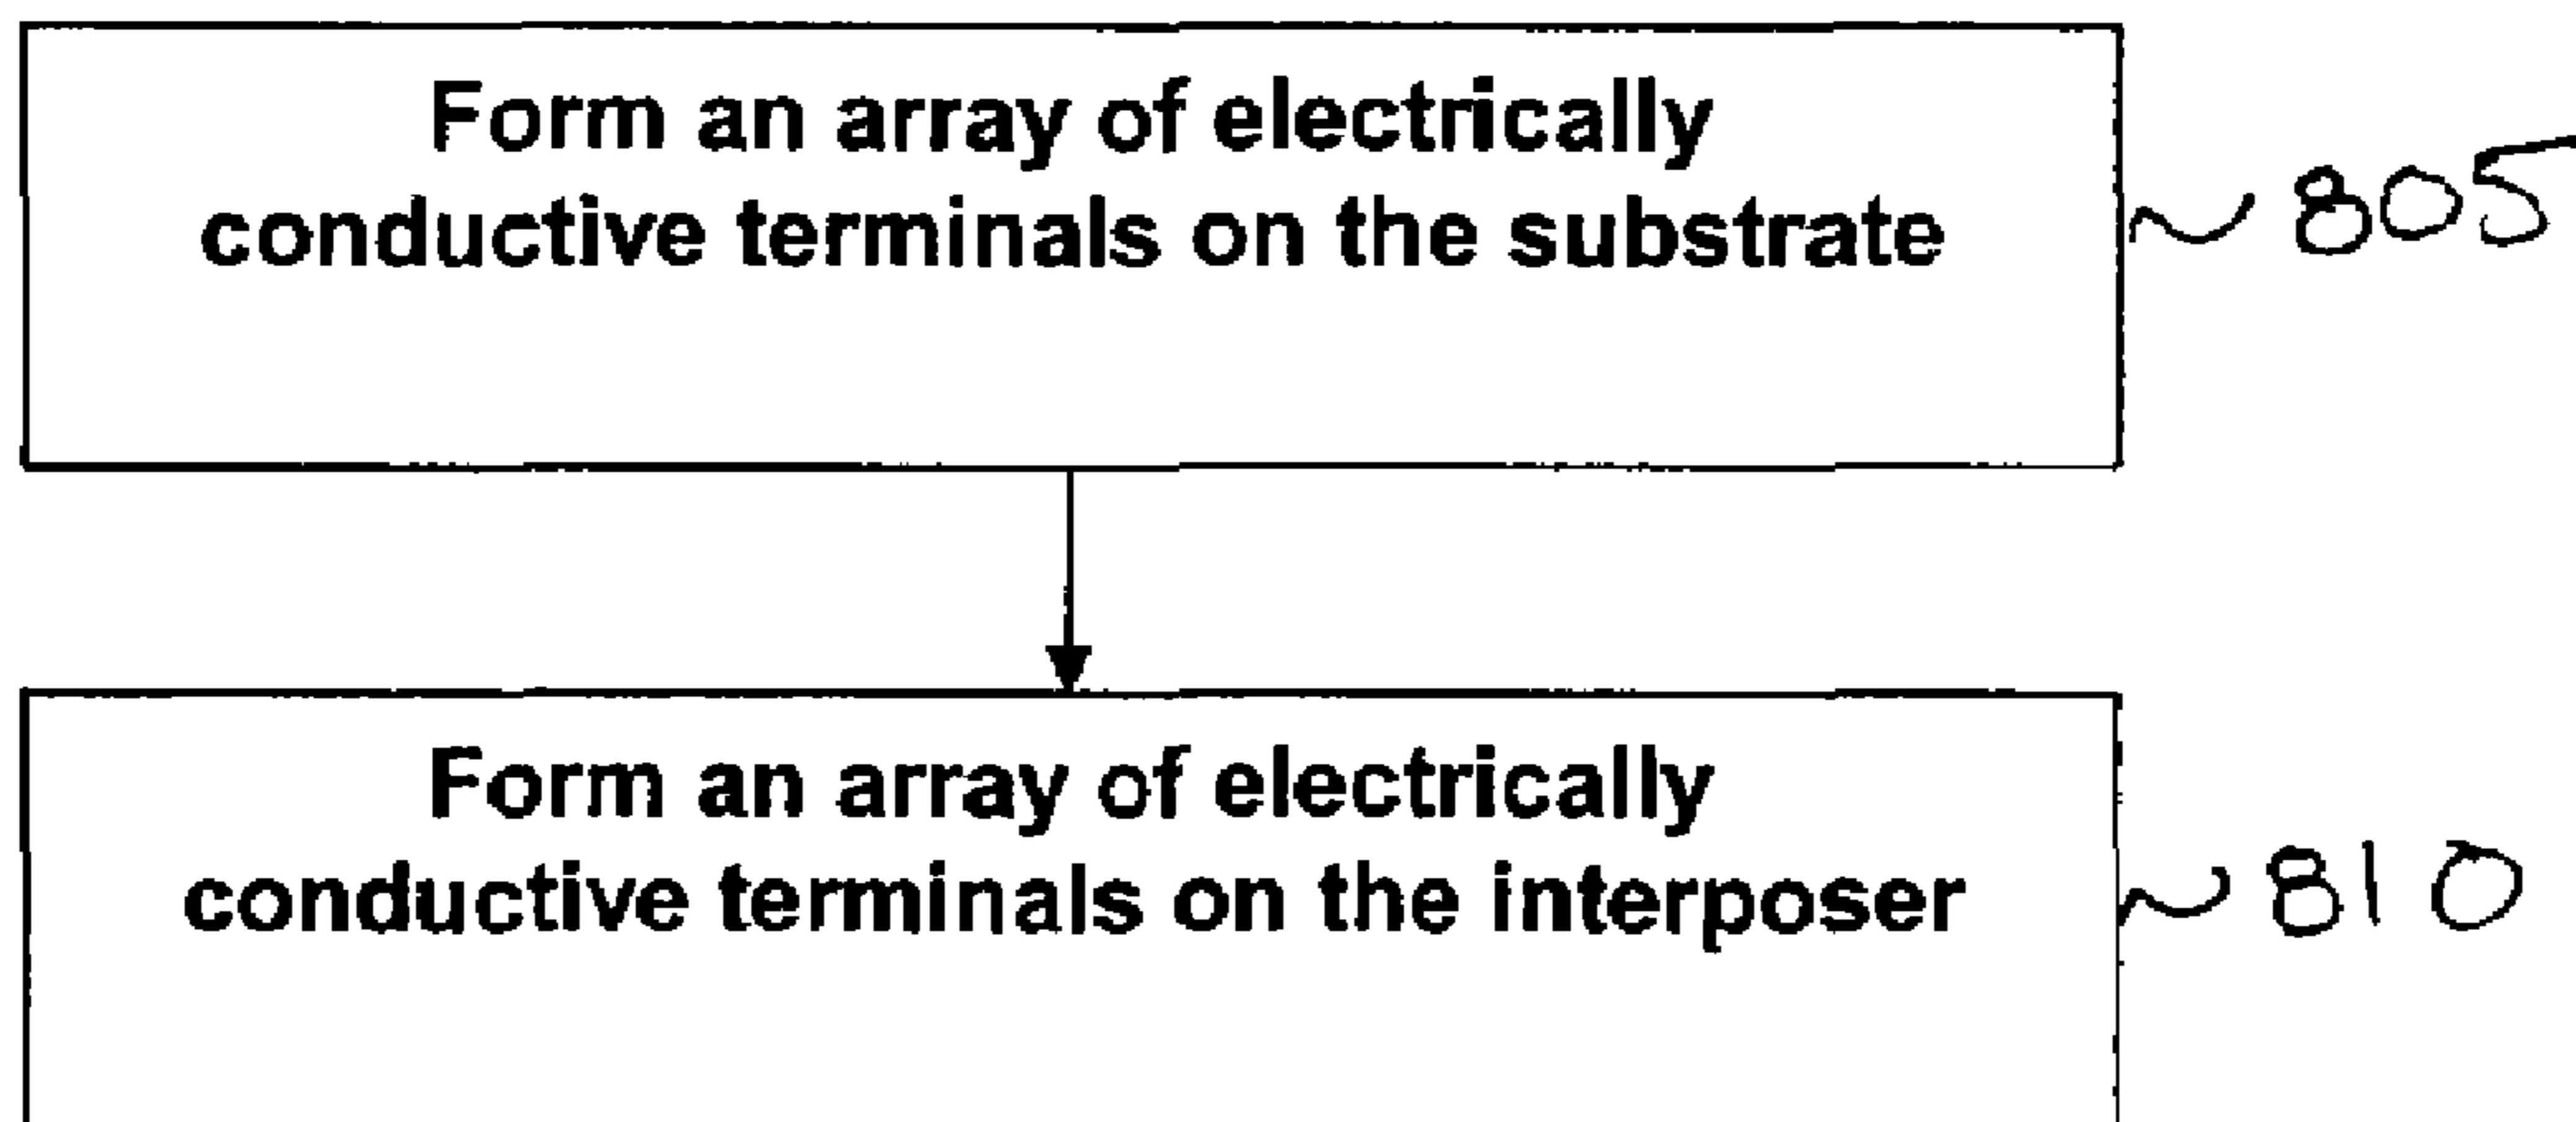 Form an array of electrically
conductive terminals on the substrate
805
Form an array of electrically
conductive terminals on the interposer
810